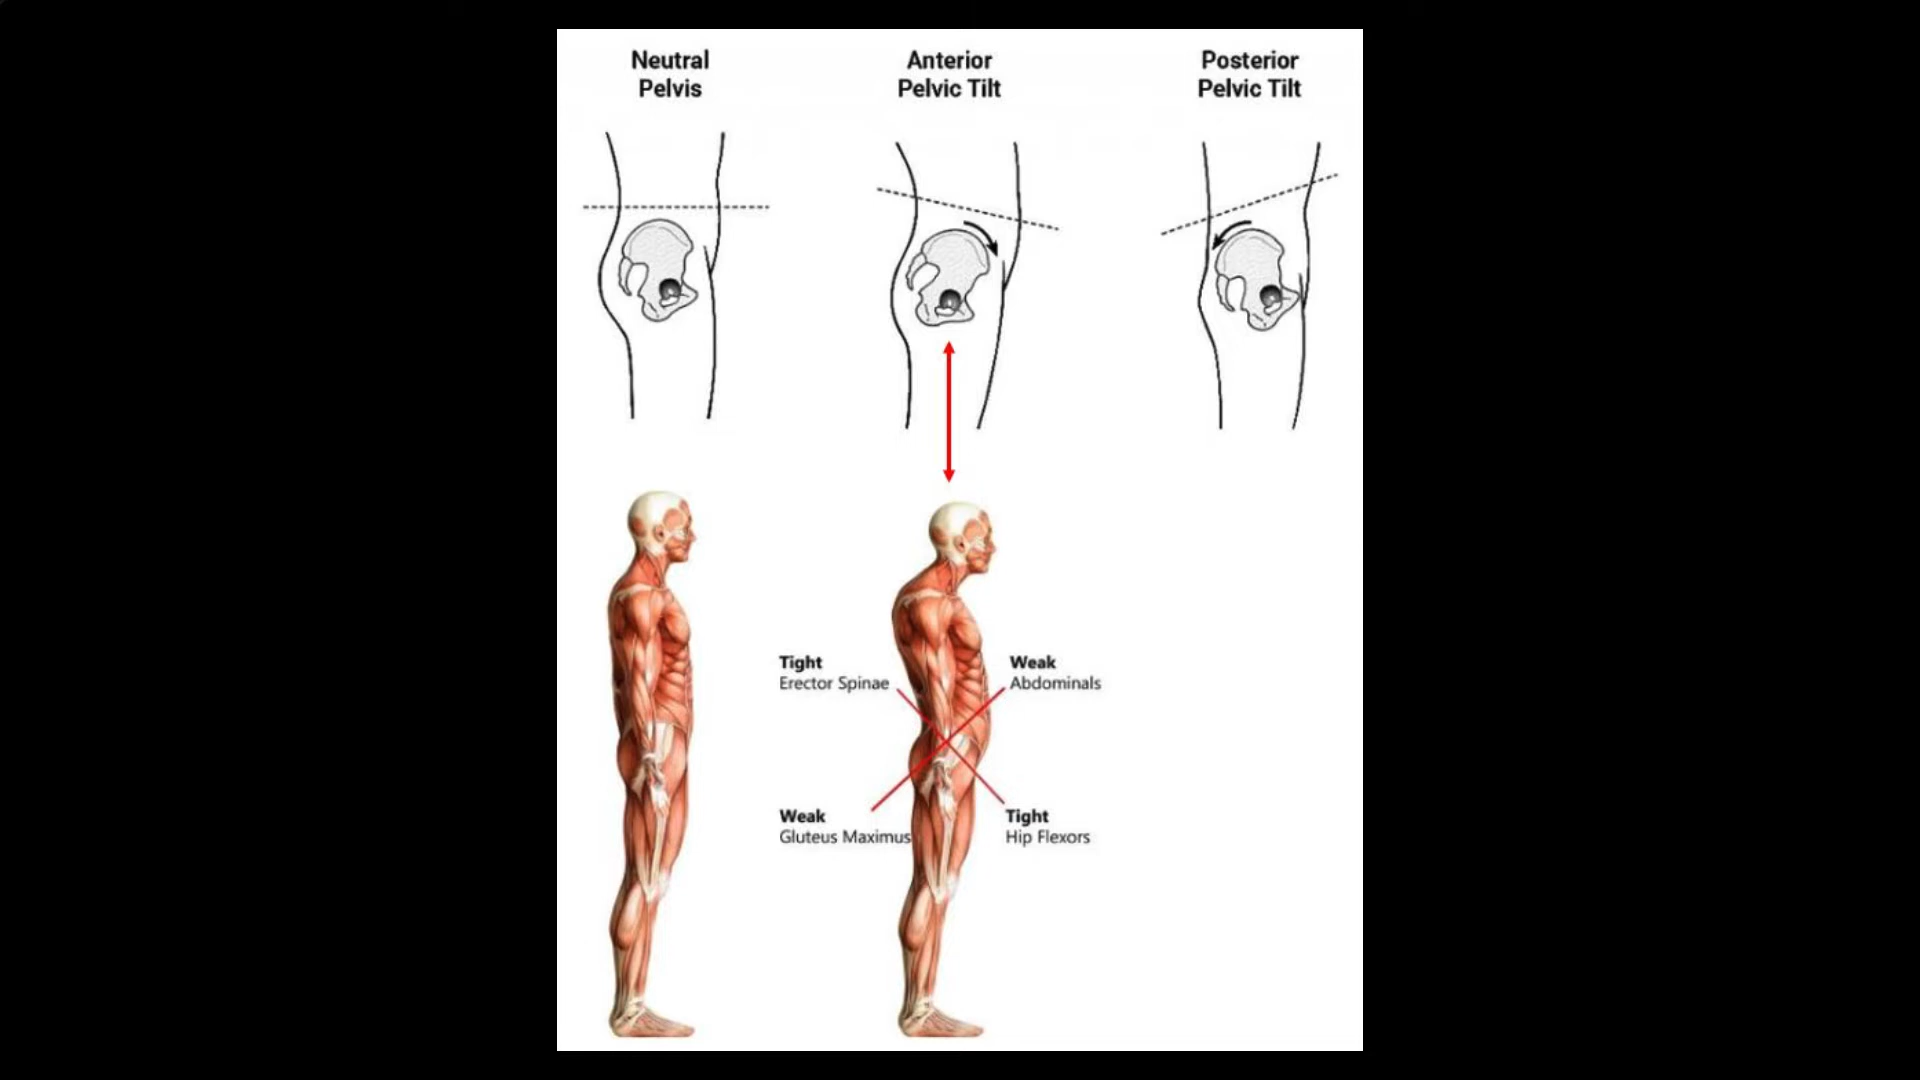 Neutral
Pelvis
Anterior
Pelvic Tilt
Posterior
Pelvic Tilt
Tight
Erector Spinae
Weak
Abdominals
Weak
Gluteus Maximus
Tight
Hip Flexors